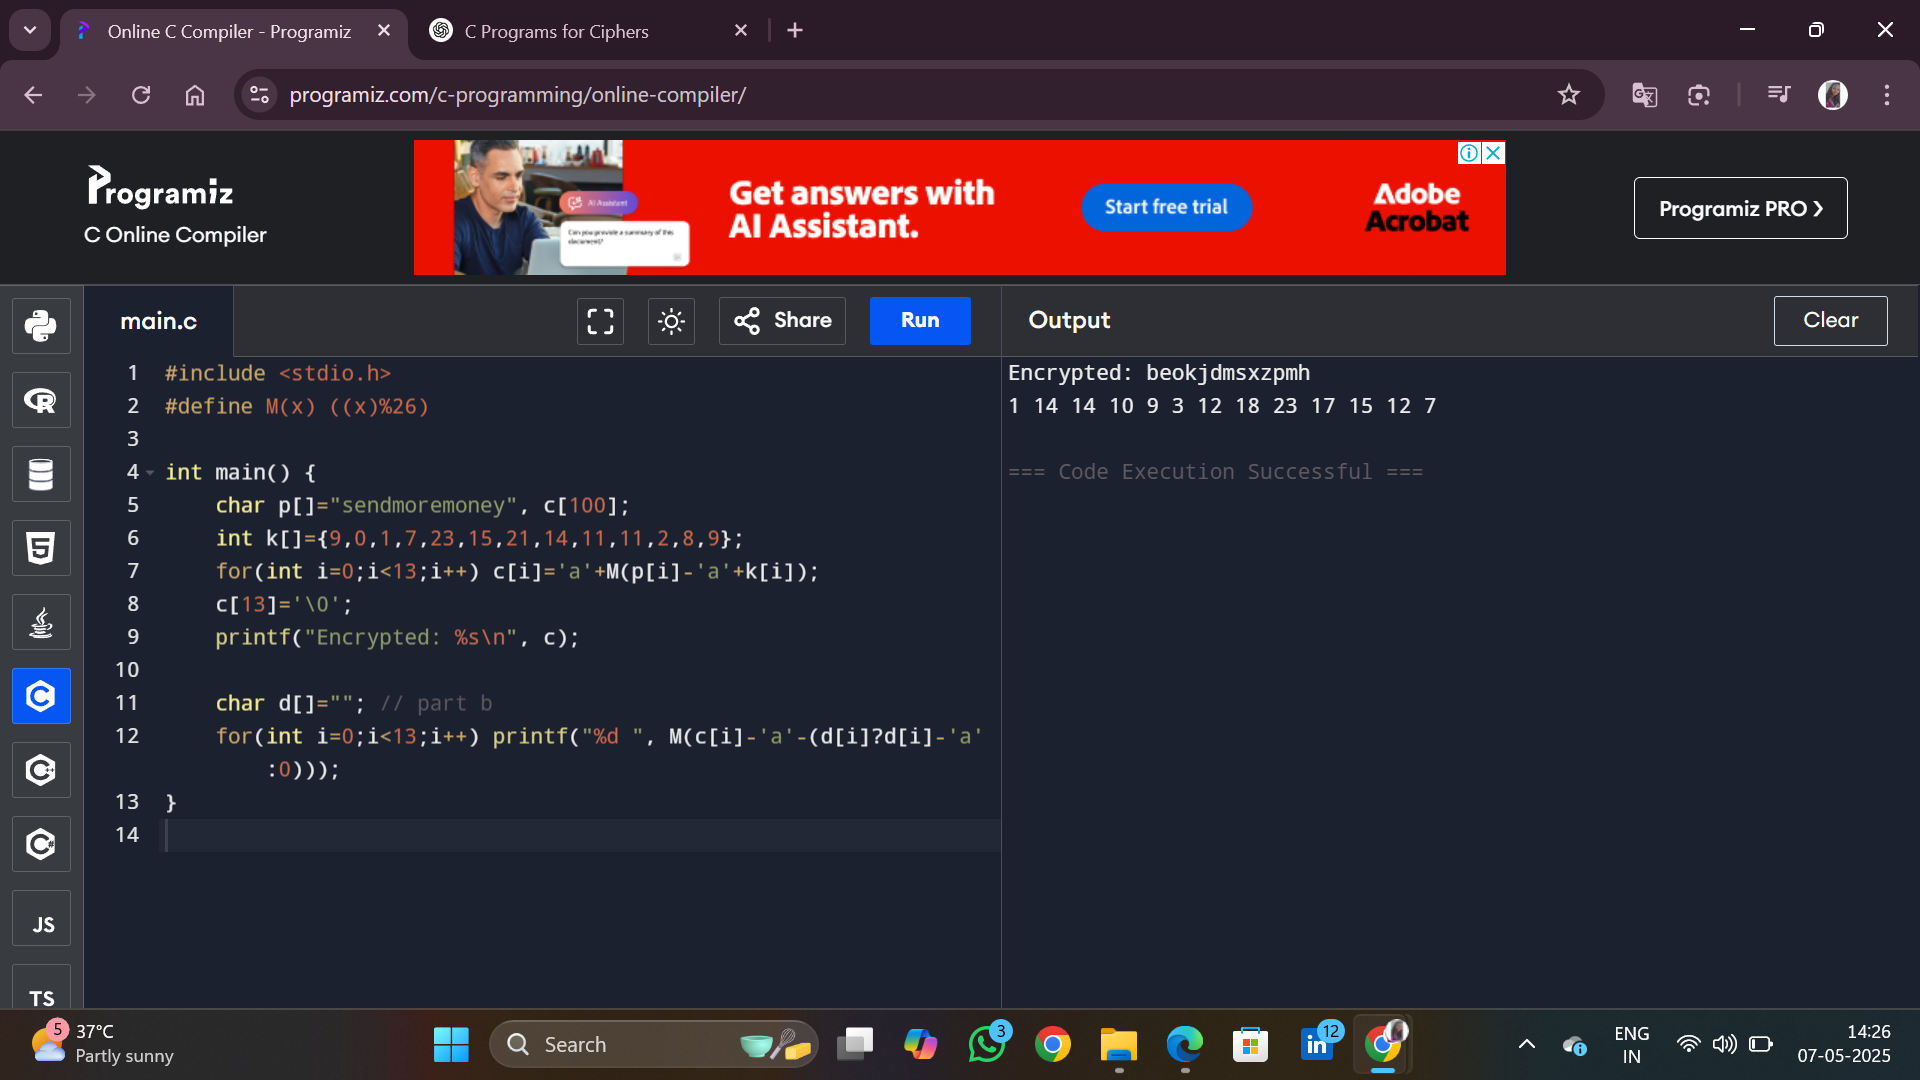 Online C Compiler - Programiz
C Programs for Ciphers
programiz.com/c-programming/online-compiler/
Programiz
C Online Compiler
AI Assistant
Can you provide a summary of this
document?
Get answers with
AI Assistant.
Start free trial
Adobe
Acrobat
Programiz PRO ❯
main.c
Share
Run
Output
Clear
1 #include <stdio.h>
2 #define M(x) ((x)%26)
3
4 int main() {
5 char p[]="sendmoremoney", c[100];
6 int k[]={9,0,1,7,23,15,21,14,11,11,2,8,9};
7 for(int i=0;i<13;i++) c[i]='a'+M(p[i]-'a'+k[i]);
8 c[13]='\0';
9 printf("Encrypted: %s\n", c);
10
11 char d[]=""; // part b
12 for(int i=0;i<13;i++) printf("%d ", M(c[i]-'a'-(d[i]?d[i]-'a'
:0)));
13 }
14
Encrypted: beokjdmsxzpmh
1 14 14 10 9 3 12 18 23 17 15 12 7
=== Code Execution Successful ===
R
5
C
C++
C#
JS
TS
5
37°C
Partly sunny
Search
3
in
12
ENG
IN
14:26
07-05-2025